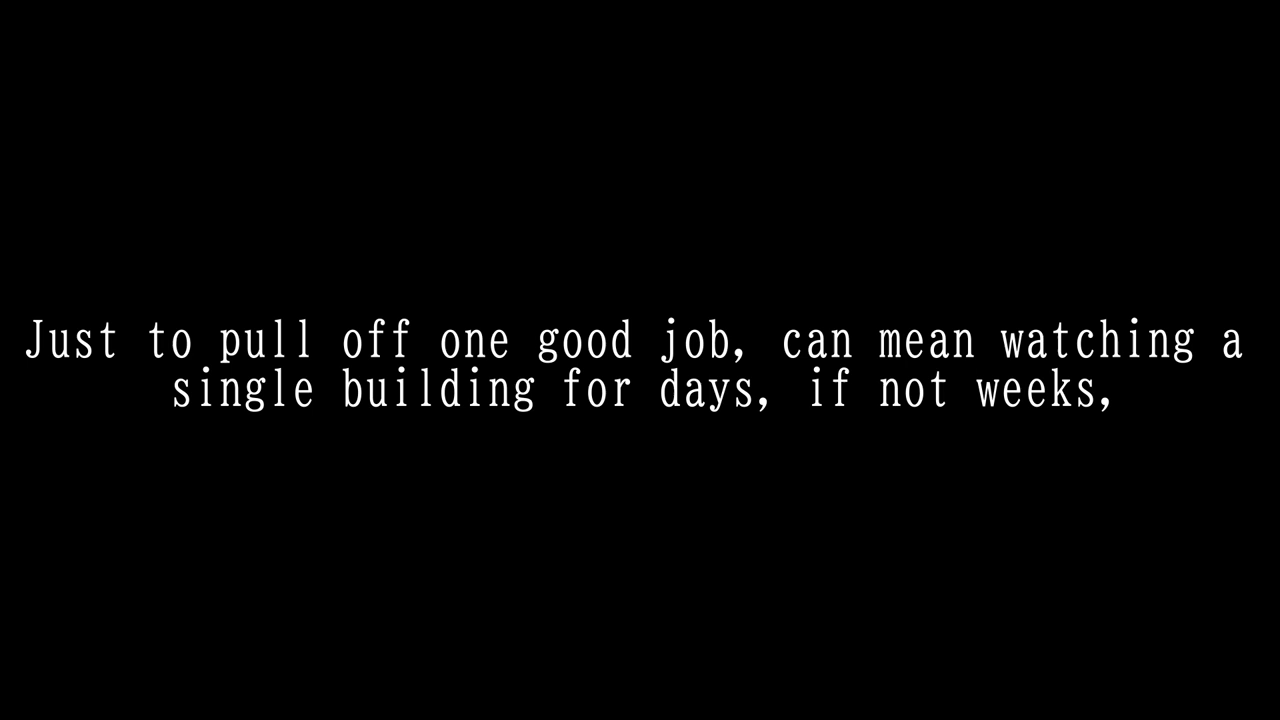 Just to pull off one good job, can mean watching a
single building for days, if not weeks,